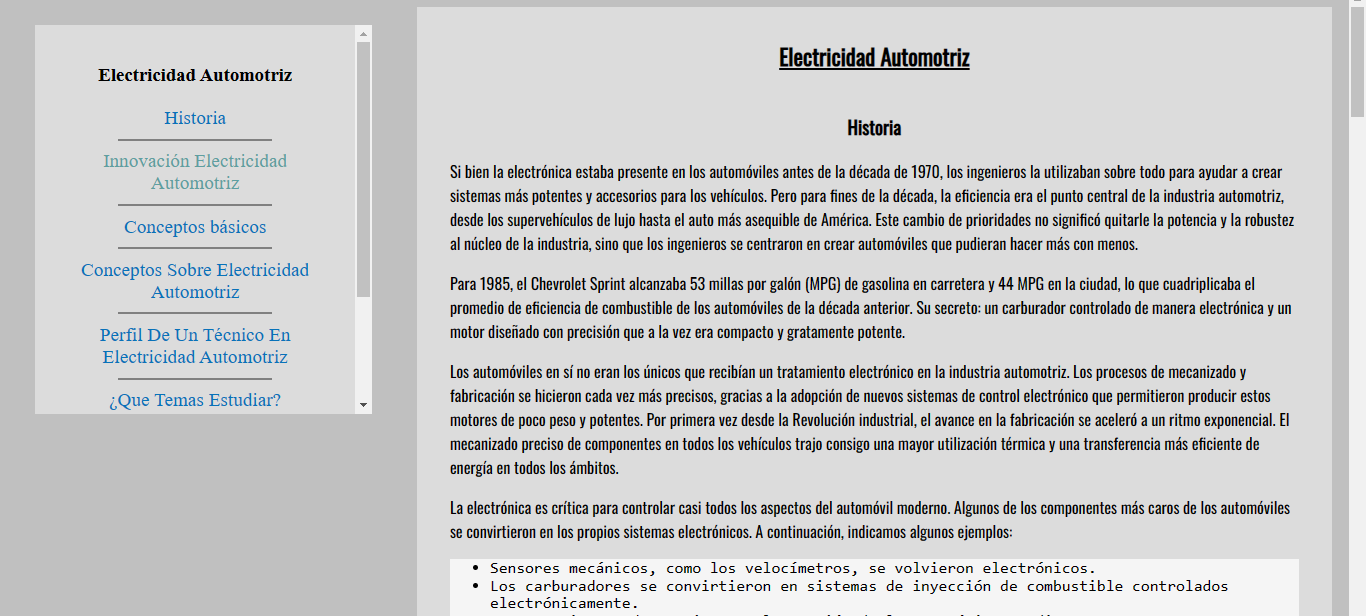 Electricidad Automotriz
Historia
Innovación Electricidad
Automotriz
Conceptos básicos
Conceptos Sobre Electricidad
Automotriz
Perfil De Un Técnico En
Electricidad Automotriz
¿Que Temas Estudiar?
Electricidad Automotriz
Historia
Si bien la electrónica estaba presente en los automóviles antes de la década de 1970, los ingenieros la utilizaban sobre todo para ayudar a crear
sistemas más potentes y accesorios para los vehículos. Pero para fines de la década, la eficiencia era el punto central de la industria automotriz,
desde los supervehículos de lujo hasta el auto más asequible de América. Este cambio de prioridades no significó quitarle la potencia y la robustez
al núcleo de la industria, sino que los ingenieros se centraron en crear automóviles que pudieran hacer más con menos.
Para 1985, el Chevrolet Sprint alcanzaba 53 millas por galón (MPG) de gasolina en carretera y 44 MPG en la ciudad, lo que cuadriplicaba el
promedio de eficiencia de combustible de los automóviles de la década anterior. Su secreto: un carburador controlado de manera electrónica y un
motor diseñado con precisión que a la vez era compacto y gratamente potente.
Los automóviles en sí no eran los únicos que recibían un tratamiento electrónico en la industria automotriz. Los procesos de mecanizado y
fabricación se hicieron cada vez más precisos, gracias a la adopción de nuevos sistemas de control electrónico que permitieron producir estos
motores de poco peso y potentes. Por primera vez desde la Revolución industrial, el avance en la fabricación se aceleró a un ritmo exponencial. El
mecanizado preciso de componentes en todos los vehículos trajo consigo una mayor utilización térmica y una transferencia más eficiente de
energía en todos los ámbitos.
La electrónica es crítica para controlar casi todos los aspectos del automóvil moderno. Algunos de los componentes más caros de los automóviles
se convirtieron en los propios sistemas electrónicos. A continuación, indicamos algunos ejemplos:
• Sensores mecánicos, como los velocímetros, se volvieron electrónicos.
• Los carburadores se convirtieron en sistemas de inyección de combustible controlados
electrónicamente.